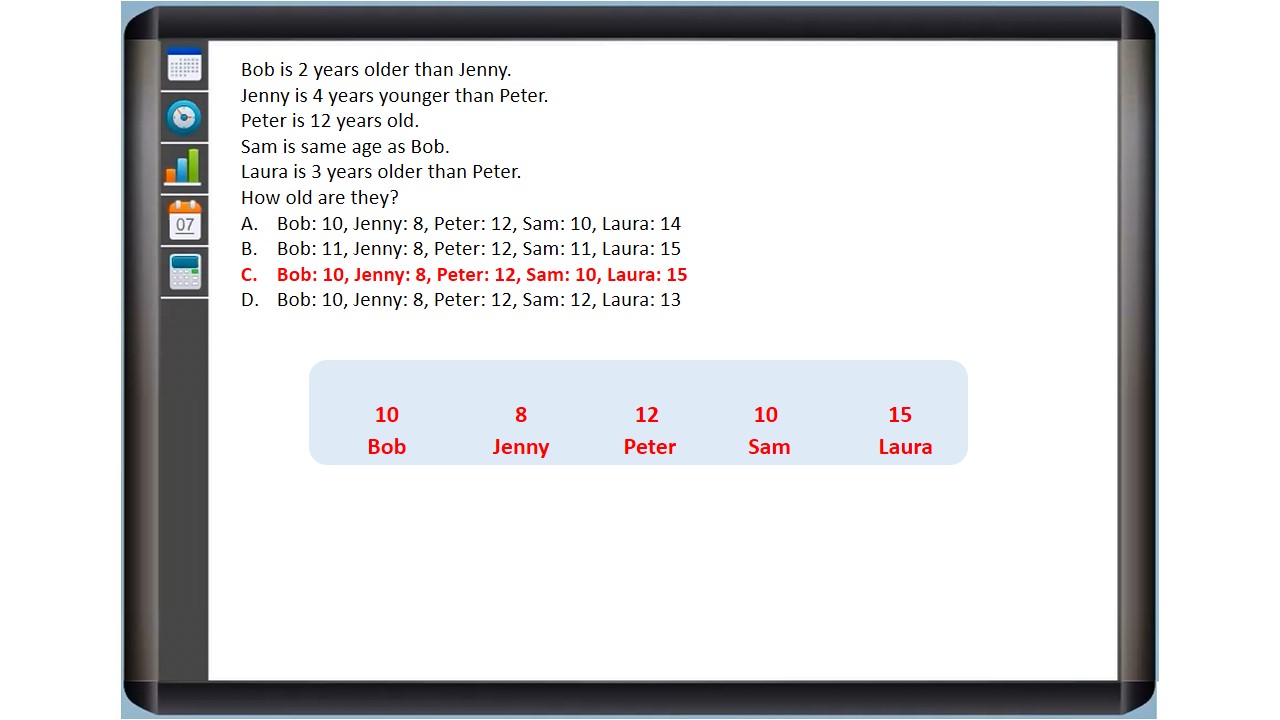 Bob is 2 years older than Jenny.
Jenny is 4 years younger than Peter.
Peter is 12 years old.
Sam is same age as Bob.
Laura is 3 years older than Peter.
How old are they?
A. Bob: 10, Jenny: 8, Peter: 12, Sam: 10, Laura: 14
B. Bob: 11, Jenny: 8, Peter: 12, Sam: 11, Laura: 15
C. Bob: 10, Jenny: 8, Peter: 12, Sam: 10, Laura: 15
D. Bob: 10, Jenny: 8, Peter: 12, Sam: 12, Laura: 13
07
10 8 12 10 15
Bob Jenny Peter Sam Laura